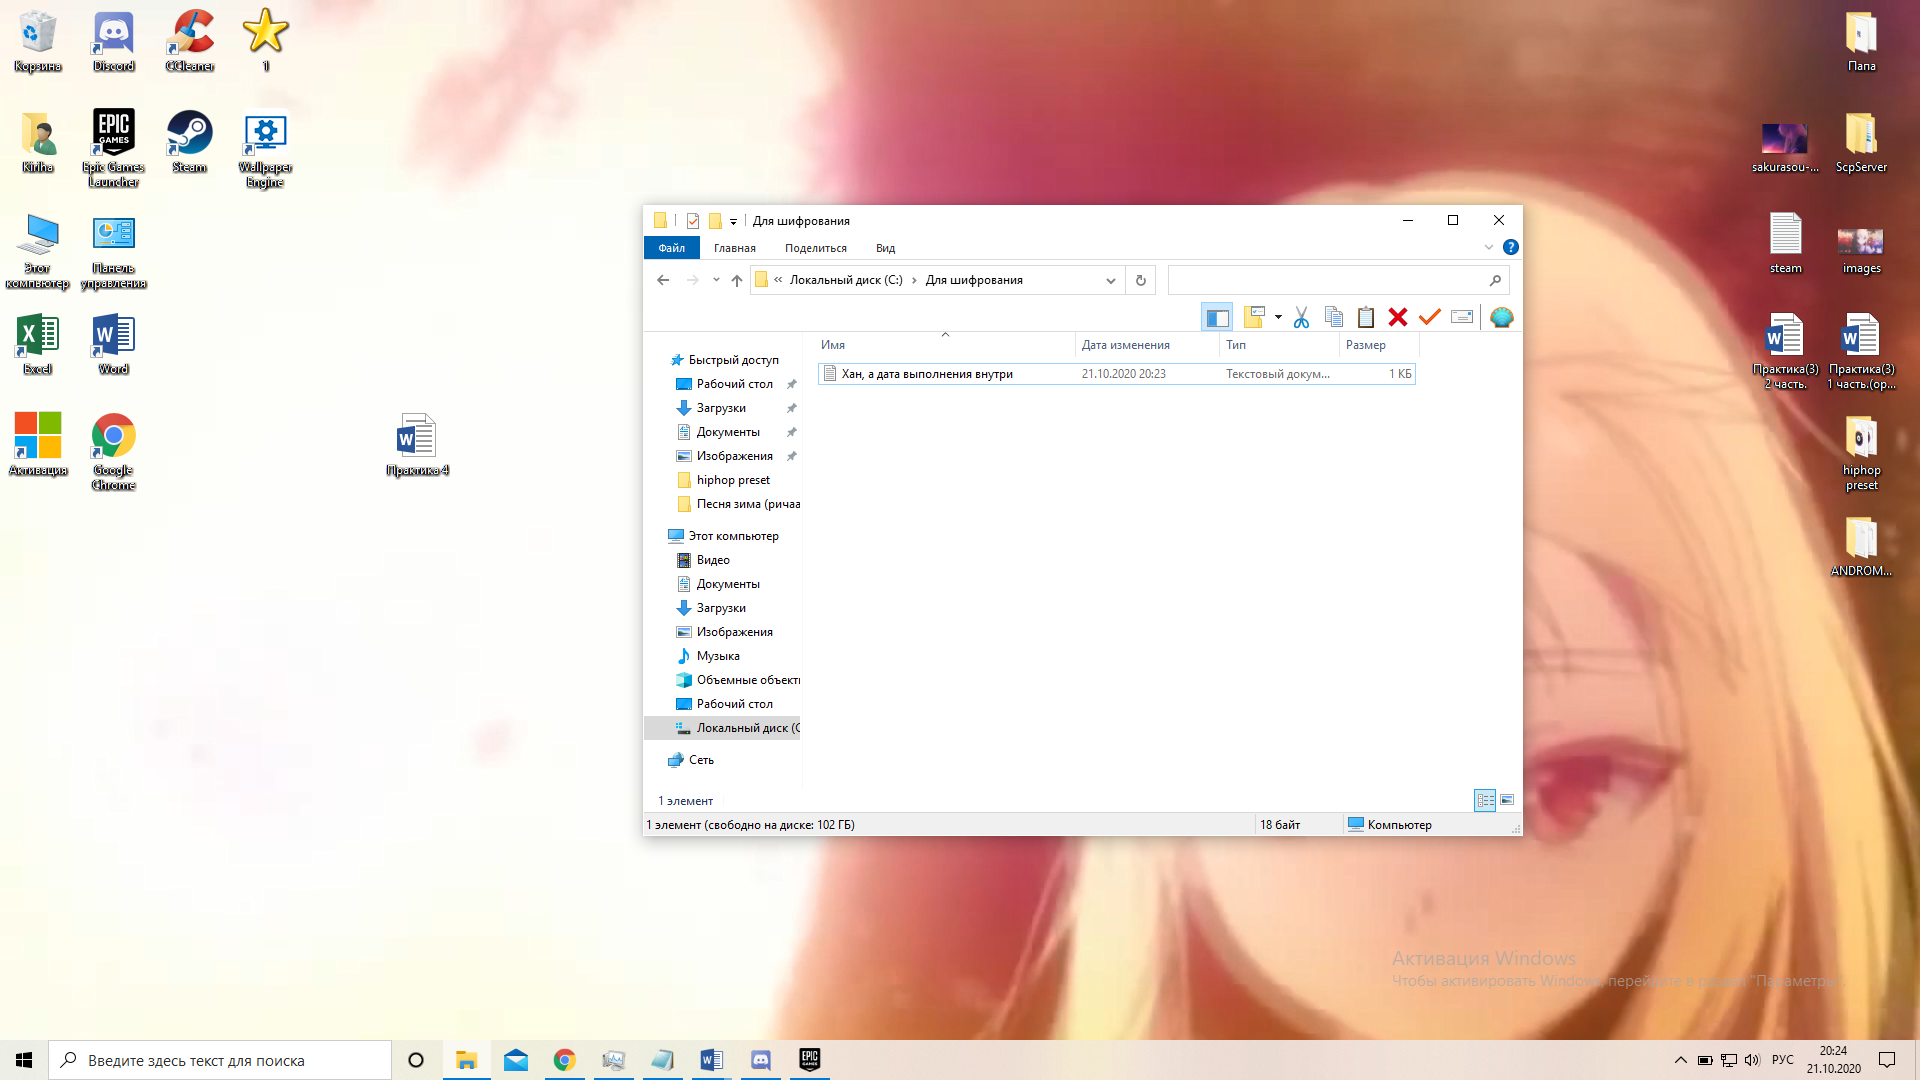 Корзина
Discord
CCleaner
1
Папа
Kiriha
Epic Games
Launcher
Steam
Wallpaper
Engine
sakurasou-...
ScpServer
Этот
компьютер
Панель
управления
steam
images
Excel
Word
Практика(3)
2 часть.
Практика(3)
1 часть.(ор...
Активация
Google
Chrome
Практика 4
hiphop
preset
ANDROM...
Для шифрования
Файл
Главная
Поделиться
Вид
« Локальный диск (C:) › Для шифрования
Имя
Дата изменения
Тип
Размер
Хан, а дата выполнения внутри
21.10.2020 20:23
Текстовый докум...
1 КБ
Быстрый доступ
Рабочий стол
Загрузки
Документы
Изображения
hiphop preset
Песня зима (ричаа
Этот компьютер
Видео
Документы
Загрузки
Изображения
Музыка
Объемные объекты
Рабочий стол
Локальный диск (C
Сеть
1 элемент
1 элемент (свободно на диске: 102 ГБ)
18 байт
Компьютер
Активация Windows
Чтобы активировать Windows, перейдите в раздел "Параметры".
Введите здесь текст для поиска
EPIC
GAMES
РУС
20:24
21.10.2020